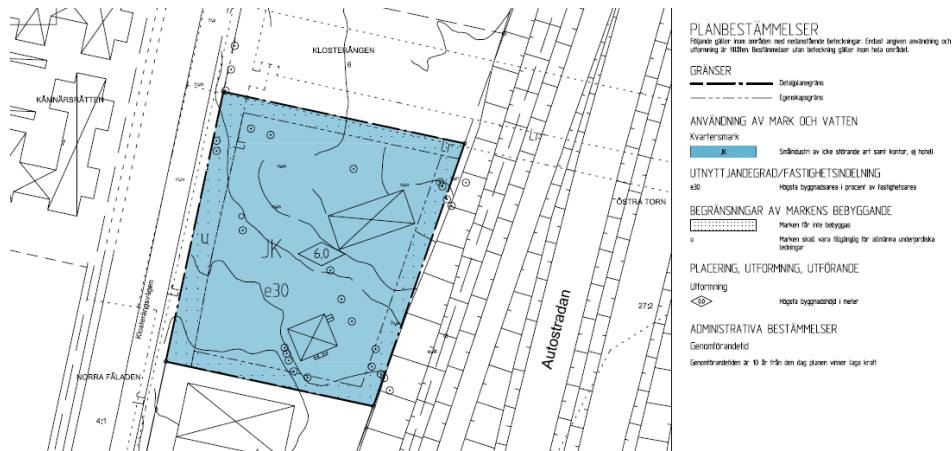 KLOSTERÄNGEN
6
KÄMNÄRSRÄTTEN
7
Lr
ÖSTRA TORN
u
JK
6,0
e30
Klosterängsvägen
Autostradan
27:2
NORRA FÄLADEN
4:1
PLANBESTÄMMELSER
Följande gäller inom områden med nedanstående beteckningar. Endast angiven användning och
utformning är tillåten. Bestämmelser utan beteckning gäller inom hela området.
GRÄNSER
Detaljplanegräns
Egenskapsgräns
ANVÄNDNING AV MARK OCH VATTEN
Kvartersmark
JK Småindustri av icke störande art samt kontor, ej hotell
UTNYTTJANDEGRAD/FASTIGHETSINDELNING
e30 Högsta byggnadsarea i procent av fastighetsarea
BEGRÄNSNINGAR AV MARKENS BEBYGGANDE
Marken får inte bebyggas
u Marken skall vara tillgänglig för allmänna underjordiska
ledningar
PLACERING, UTFORMNING, UTFÖRANDE
Utformning
0,0 Högsta byggnadshöjd i meter
ADMINISTRATIVA BESTÄMMELSER
Genomförandetid
Genomförandetiden är 10 år från den dag planen vinner laga kraft